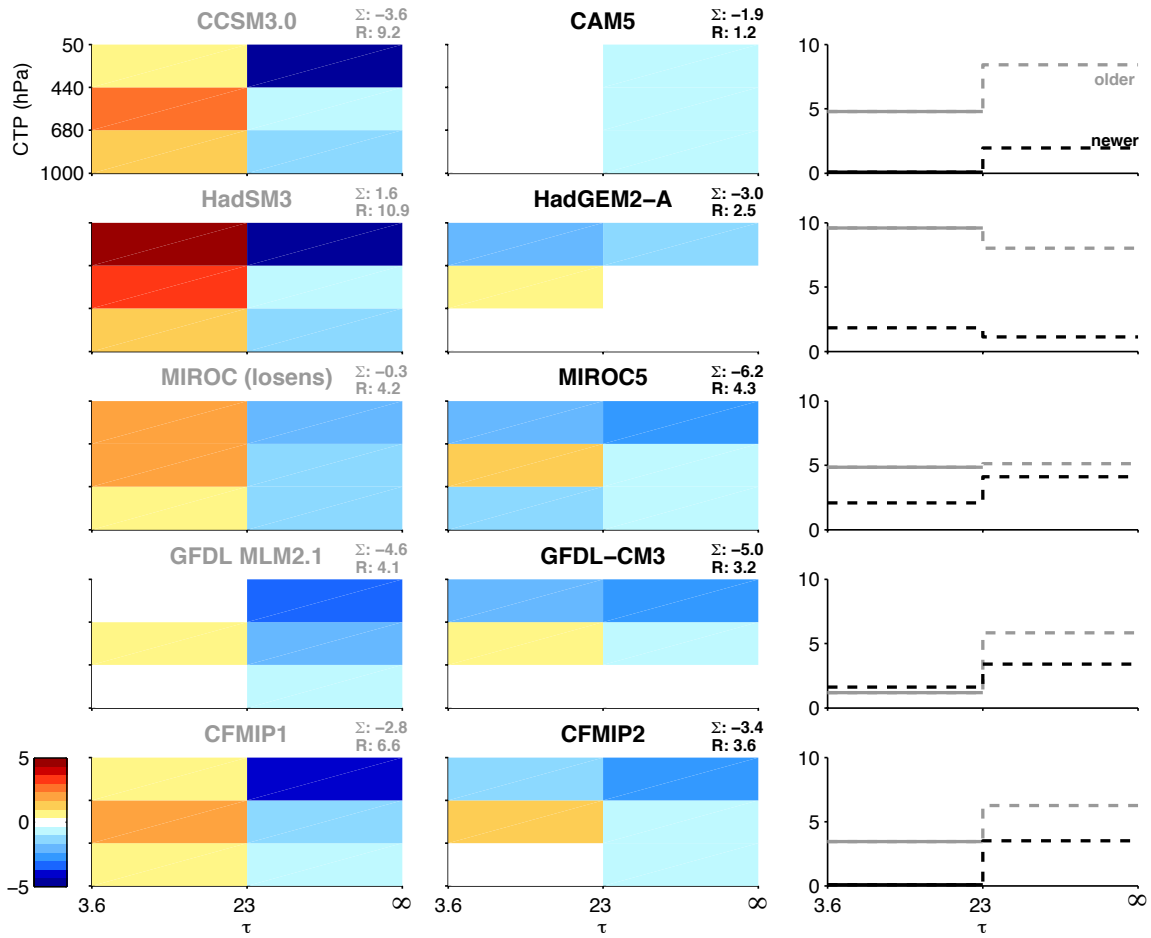 CCSM3.0
Σ: −3.6
R: 9.2
CAM5
Σ: −1.9
R: 1.2
CTP (hPa)
50
440
680
1000
10
5
0
older
newer
HadSM3
Σ: 1.6
R: 10.9
HadGEM2−A
Σ: −3.0
R: 2.5
10
5
0
MIROC (losens)
Σ: −0.3
R: 4.2
MIROC5
Σ: −6.2
R: 4.3
10
5
0
GFDL MLM2.1
Σ: −4.6
R: 4.1
GFDL−CM3
Σ: −5.0
R: 3.2
10
5
0
CFMIP1
Σ: −2.8
R: 6.6
CFMIP2
Σ: −3.4
R: 3.6
10
5
0
5
0
−5
3.6 23 ∞
τ
3.6 23 ∞
τ
3.6 23 ∞
τ